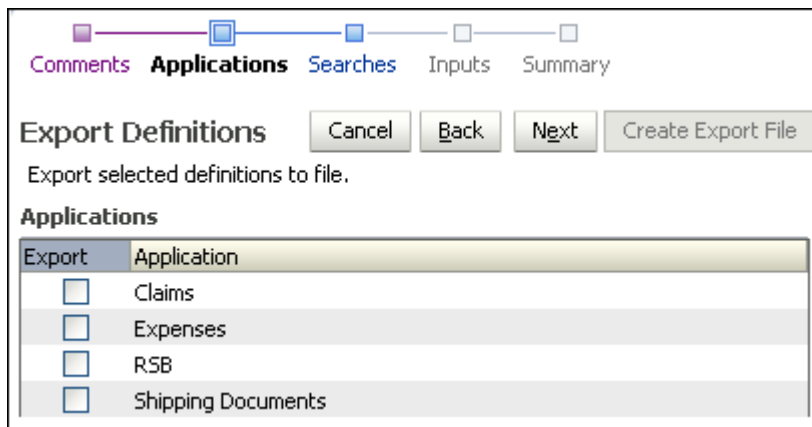 Comments Applications Searches Inputs Summary
Export Definitions Cancel Back Next Create Export File
Export selected definitions to file.
Applications
Export Application
Claims
Expenses
RSB
Shipping Documents